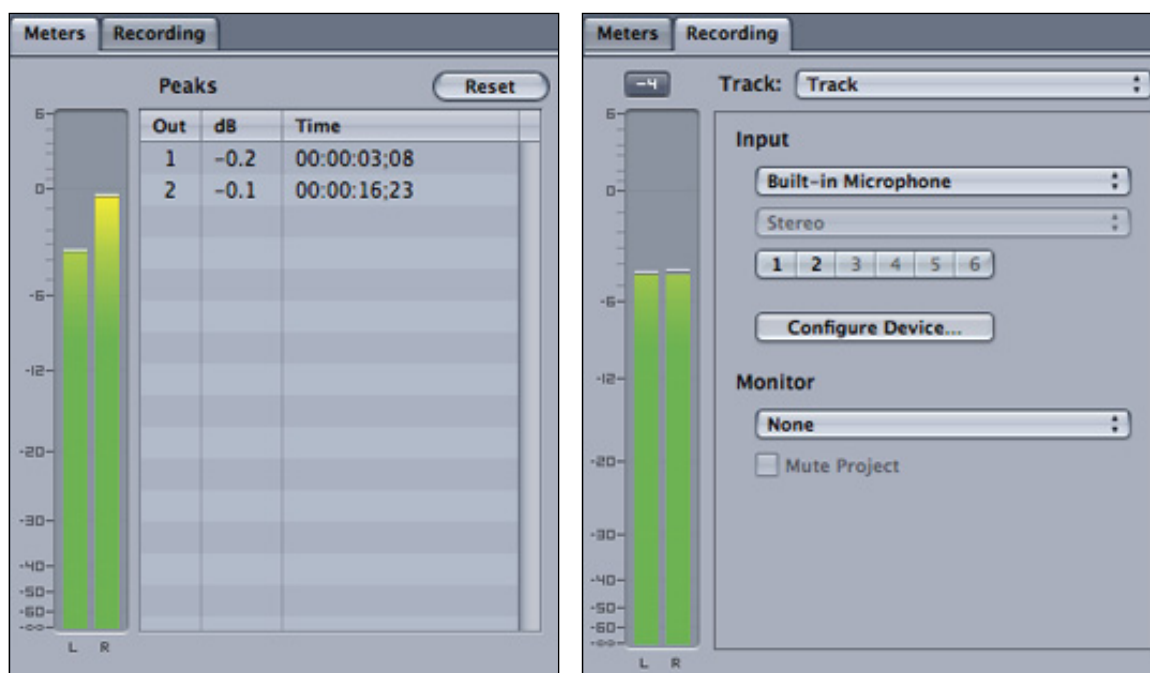 Meters Recording
Peaks Reset
Out dB Time
1 -0.2 00:00:03;08
2 -0.1 00:00:16;23
6
0
-6
-12
-20
-30
-40
-50
-60
-∞
L R
Meters Recording
-4 Track: Track
6
0
-6
-12
-20
-30
-40
-50
-60
-∞
L R
Input
Built-in Microphone
Stereo
1 2 3 4 5 6
Configure Device...
Monitor
None
Mute Project